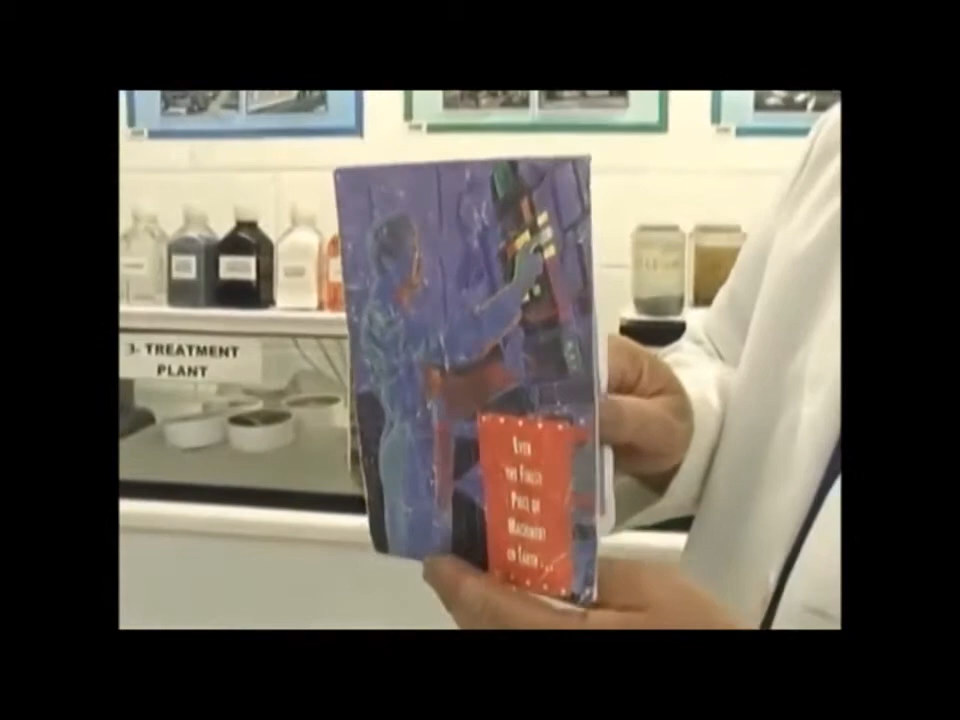 3- TREATMENT
PLANT
EVEN
THE FINEST
PIECE OF
MACHINERY
ON EARTH...